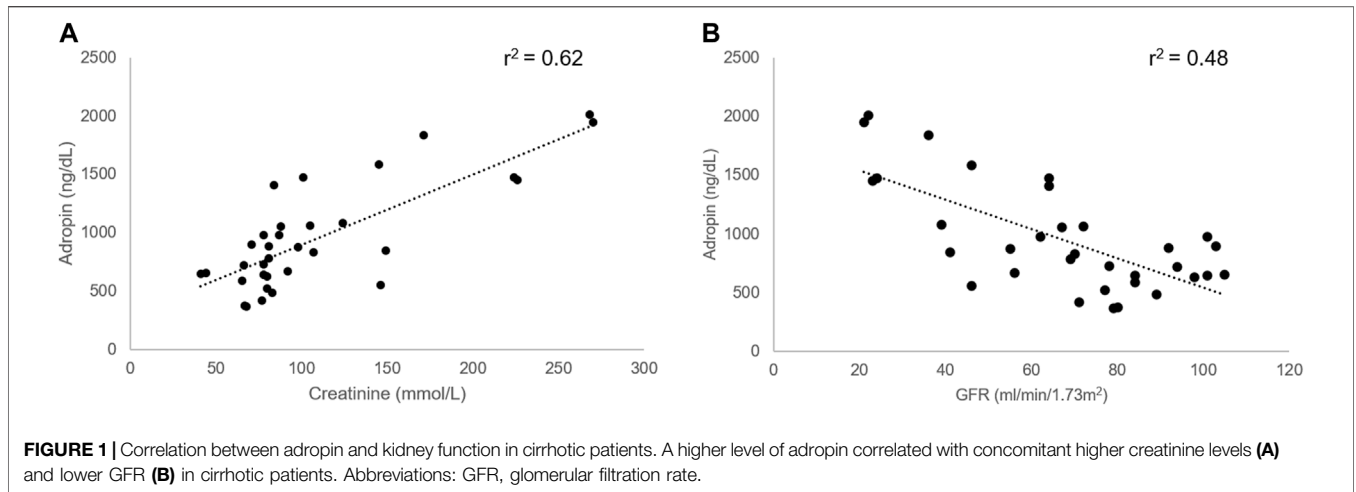 A
r² = 0.62
Adropin (ng/dL)
2500
2000
1500
1000
500
0
0 50 100 150 200 250 300
Creatinine (mmol/L)
B
r² = 0.48
Adropin (ng/dL)
2500
2000
1500
1000
500
0
0 20 40 60 80 100 120
GFR (ml/min/1.73m²)
FIGURE 1 | Correlation between adropin and kidney function in cirrhotic patients. A higher level of adropin correlated with concomitant higher creatinine levels (A)
and lower GFR (B) in cirrhotic patients. Abbreviations: GFR, glomerular filtration rate.